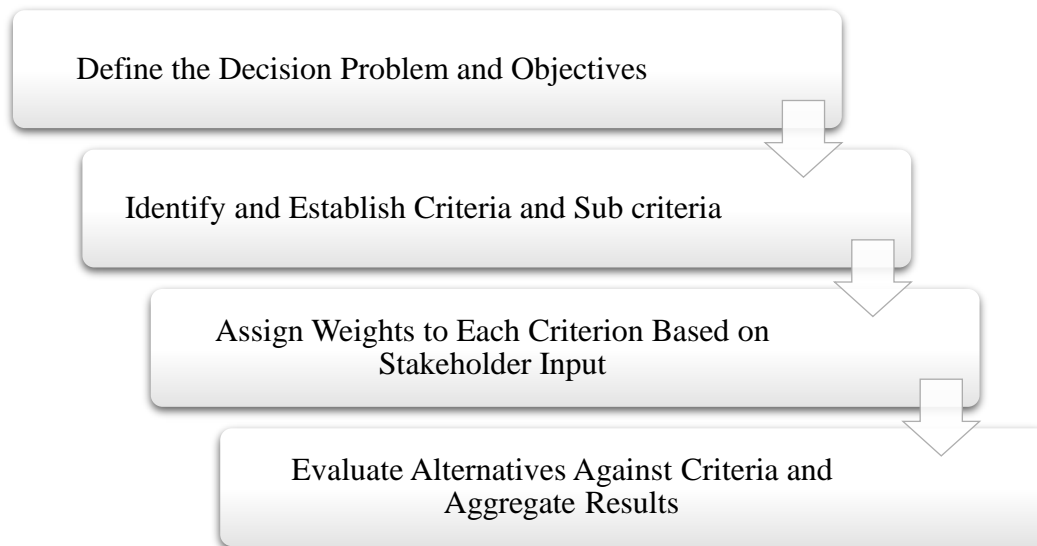 Define the Decision Problem and Objectives
Identify and Establish Criteria and Sub criteria
Assign Weights to Each Criterion Based on
Stakeholder Input
Evaluate Alternatives Against Criteria and
Aggregate Results